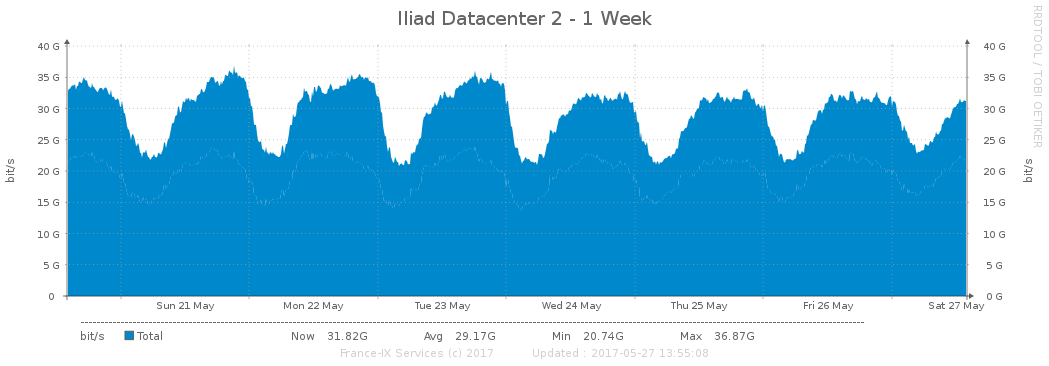 Iliad Datacenter 2 - 1 Week
RRDTOOL / TOBI OETIKER
40 G 40 G
35 G 35 G
30 G 30 G
25 G 25 G
20 G 20 G
15 G 15 G
10 G 10 G
5 G 5 G
0 0 G
bit/s bit/s
Sun 21 May Mon 22 May Tue 23 May Wed 24 May Thu 25 May Fri 26 May Sat 27 May
bit/s Total Now 31.82G Avg 29.17G Min 20.74G Max 36.87G
France-IX Services (c) 2017 Updated : 2017-05-27 13:55:08